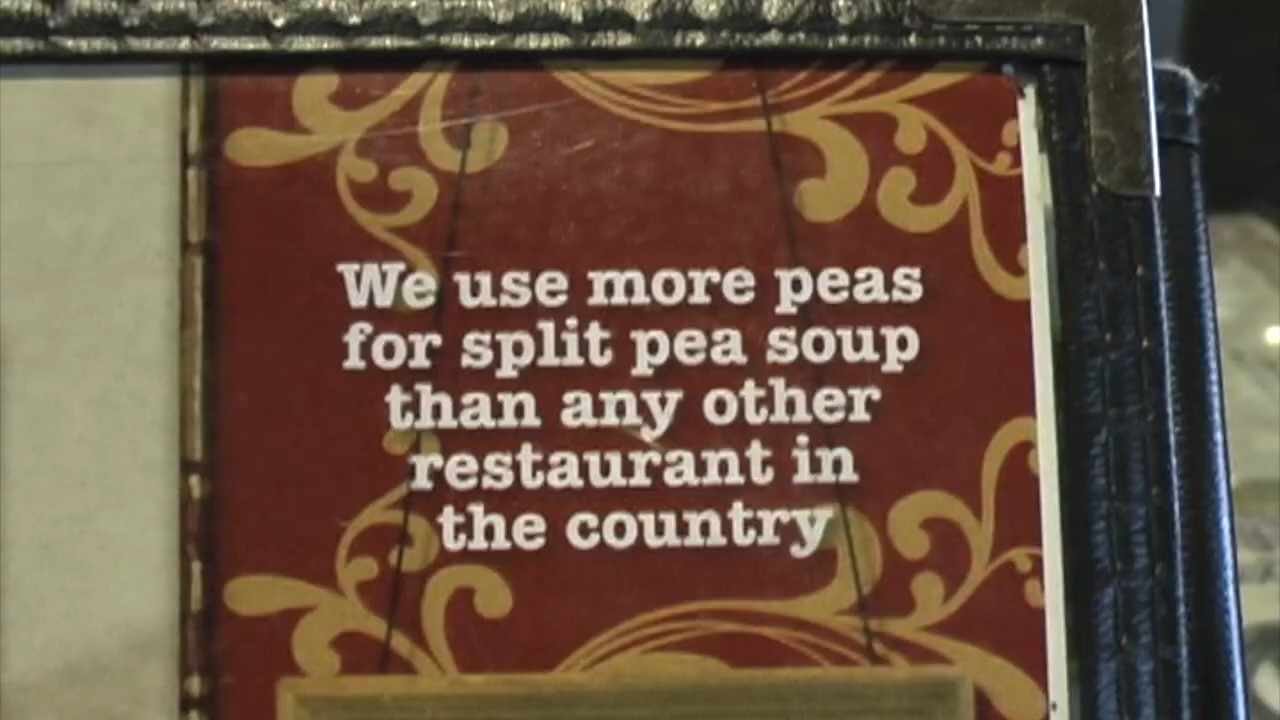 We use more peas
for split pea soup
than any other
restaurant in
the country